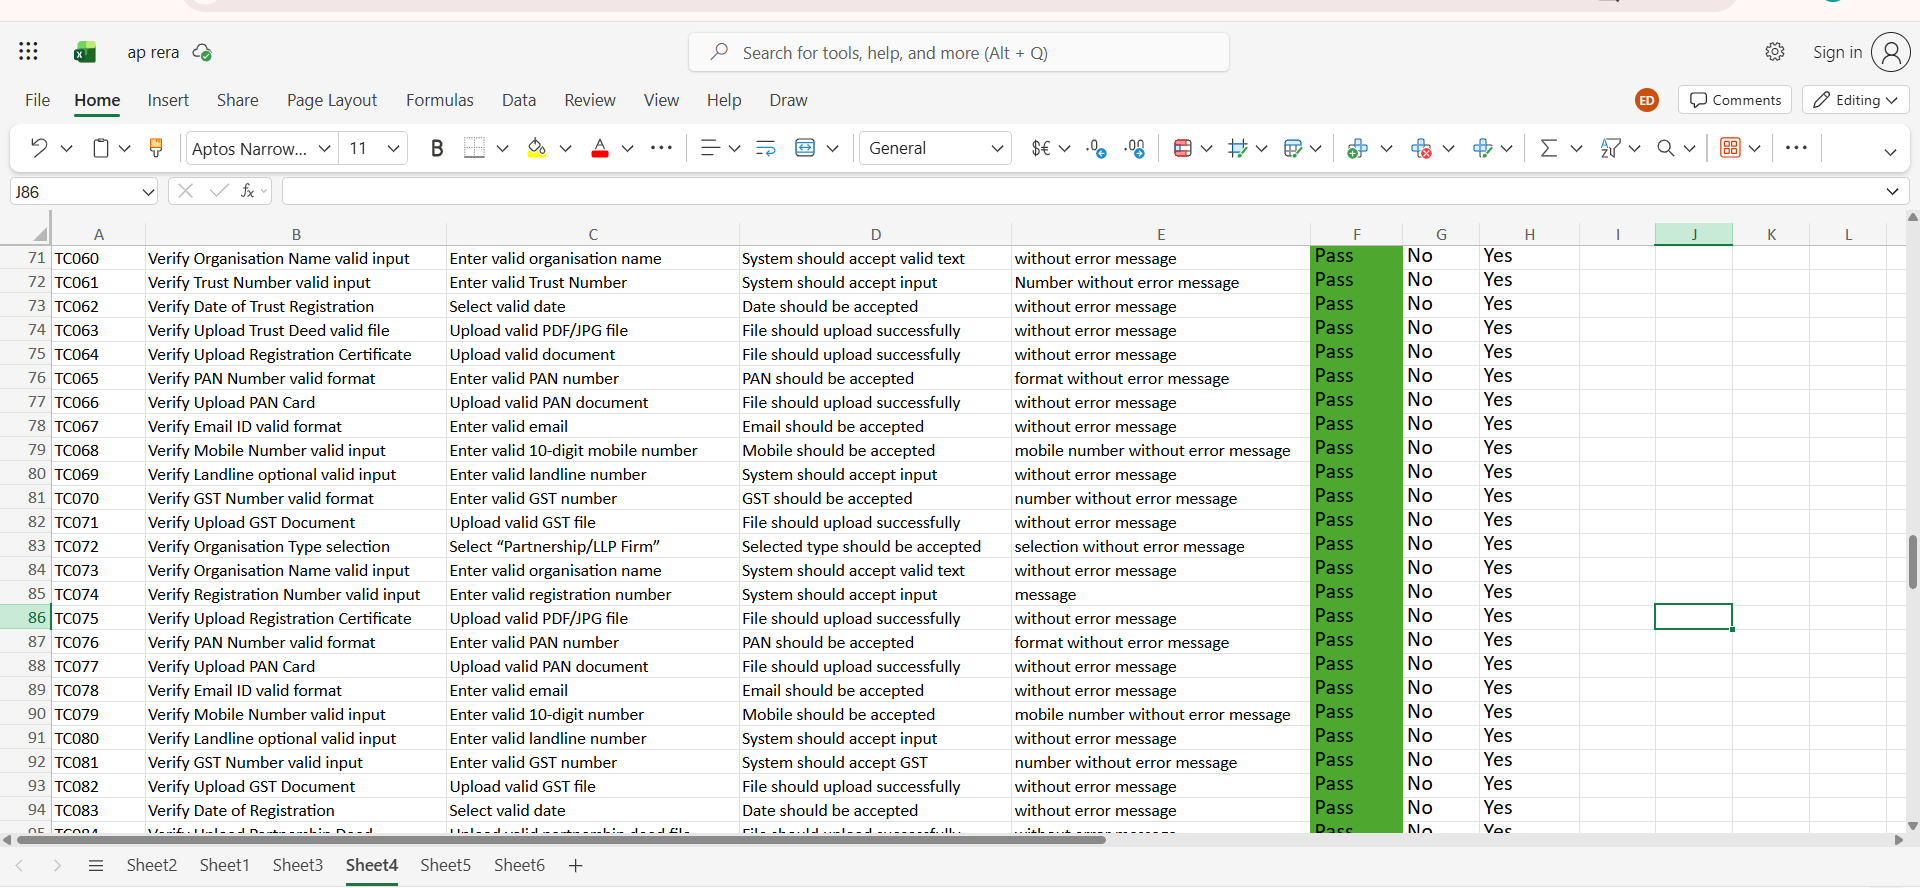 ap rera
Search for tools, help, and more (Alt + Q)
Sign in
File Home Insert Share Page Layout Formulas Data Review View Help Draw
ED Comments Editing
Aptos Narrow... 11 B A General $€ .0 .00
J86 fx
A B C D E F G H I J K L
71 TC060 Verify Organisation Name valid input Enter valid organisation name System should accept valid text without error message Pass No Yes
72 TC061 Verify Trust Number valid input Enter valid Trust Number System should accept input Number without error message Pass No Yes
73 TC062 Verify Date of Trust Registration Select valid date Date should be accepted without error message Pass No Yes
74 TC063 Verify Upload Trust Deed valid file Upload valid PDF/JPG file File should upload successfully without error message Pass No Yes
75 TC064 Verify Upload Registration Certificate Upload valid document File should upload successfully without error message Pass No Yes
76 TC065 Verify PAN Number valid format Enter valid PAN number PAN should be accepted format without error message Pass No Yes
77 TC066 Verify Upload PAN Card Upload valid PAN document File should upload successfully without error message Pass No Yes
78 TC067 Verify Email ID valid format Enter valid email Email should be accepted without error message Pass No Yes
79 TC068 Verify Mobile Number valid input Enter valid 10-digit mobile number Mobile should be accepted mobile number without error message Pass No Yes
80 TC069 Verify Landline optional valid input Enter valid landline number System should accept input without error message Pass No Yes
81 TC070 Verify GST Number valid format Enter valid GST number GST should be accepted number without error message Pass No Yes
82 TC071 Verify Upload GST Document Upload valid GST file File should upload successfully without error message Pass No Yes
83 TC072 Verify Organisation Type selection Select “Partnership/LLP Firm” Selected type should be accepted selection without error message Pass No Yes
84 TC073 Verify Organisation Name valid input Enter valid organisation name System should accept valid text without error message Pass No Yes
85 TC074 Verify Registration Number valid input Enter valid registration number System should accept input message Pass No Yes
86 TC075 Verify Upload Registration Certificate Upload valid PDF/JPG file File should upload successfully without error message Pass No Yes
87 TC076 Verify PAN Number valid format Enter valid PAN number PAN should be accepted format without error message Pass No Yes
88 TC077 Verify Upload PAN Card Upload valid PAN document File should upload successfully without error message Pass No Yes
89 TC078 Verify Email ID valid format Enter valid email Email should be accepted without error message Pass No Yes
90 TC079 Verify Mobile Number valid input Enter valid 10-digit number Mobile should be accepted mobile number without error message Pass No Yes
91 TC080 Verify Landline optional valid input Enter valid landline number System should accept input without error message Pass No Yes
92 TC081 Verify GST Number valid input Enter valid GST number System should accept GST number without error message Pass No Yes
93 TC082 Verify Upload GST Document Upload valid GST file File should upload successfully without error message Pass No Yes
94 TC083 Verify Date of Registration Select valid date Date should be accepted without error message Pass No Yes
95 TC084 Verify Upload Partnership Deed Upload valid partnership deed file File should upload successfully without error message Pass No Yes
Sheet2 Sheet1 Sheet3 Sheet4 Sheet5 Sheet6